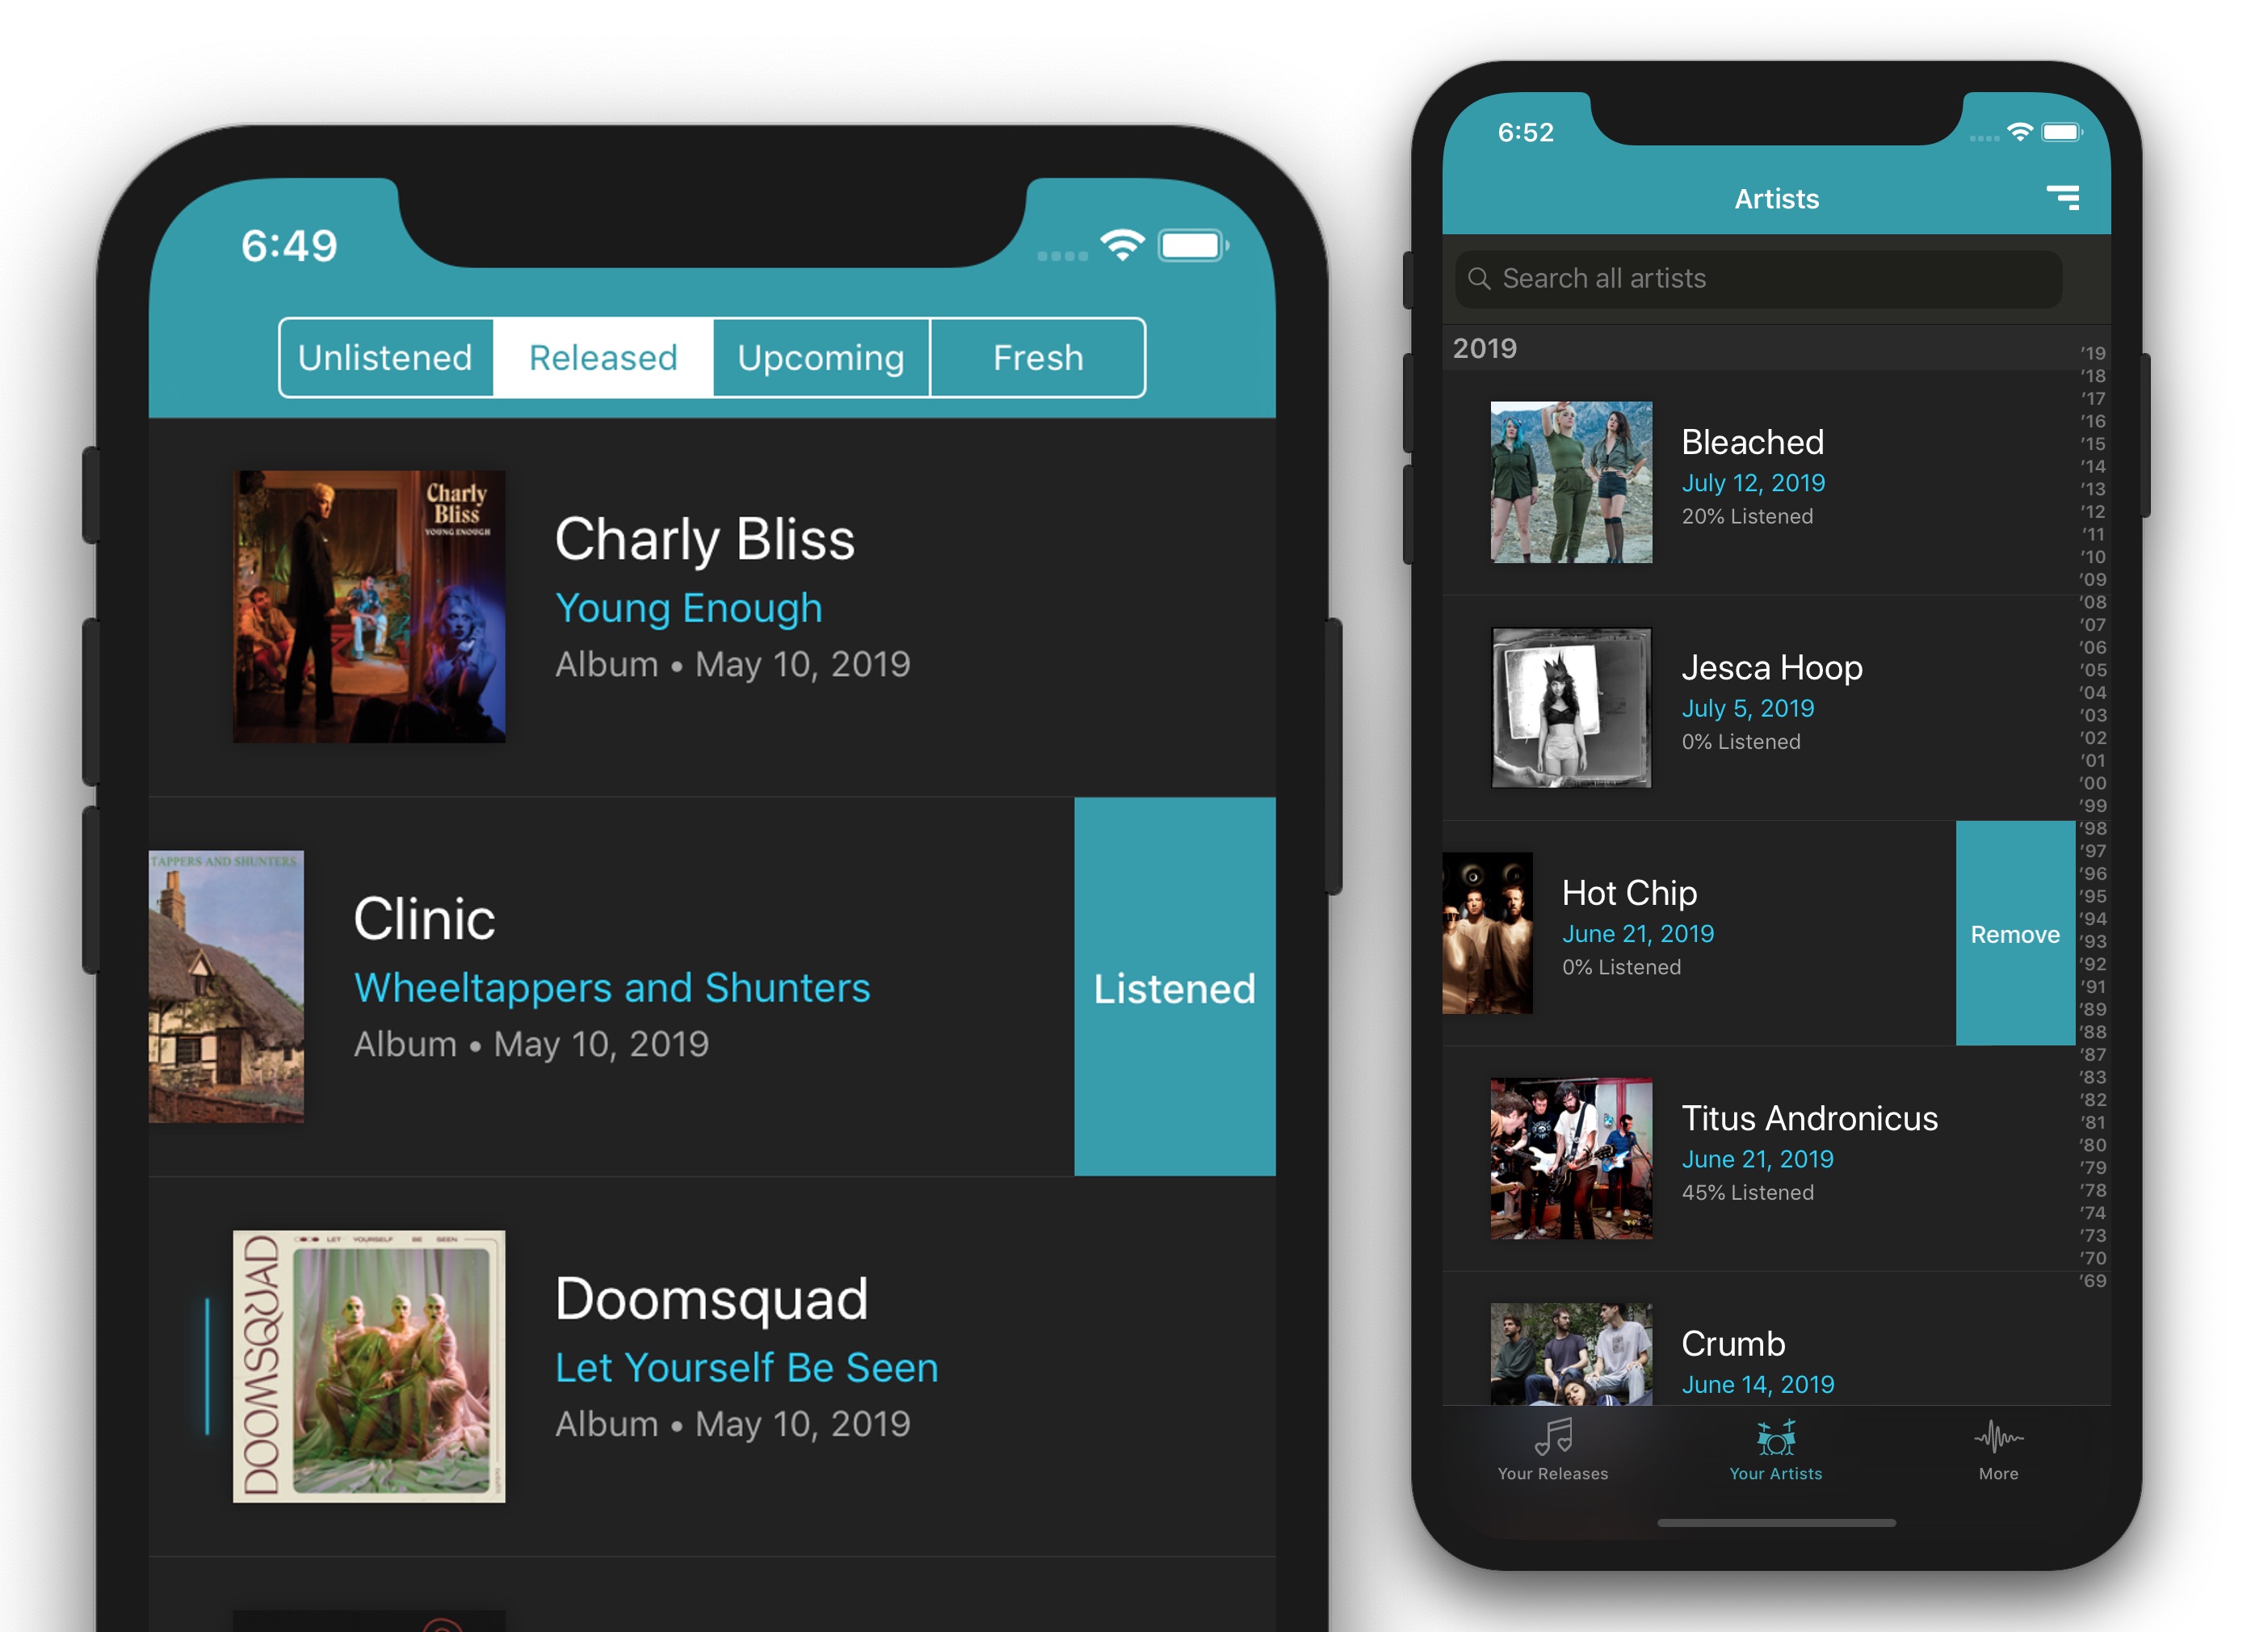 6:49
Unlistened
Released
Upcoming
Fresh
Charly
Bliss
YOUNG ENOUGH
Charly Bliss
Young Enough
Album • May 10, 2019
TAPPERS AND SHUNTERS
Clinic
Wheeltappers and Shunters
Album • May 10, 2019
Listened
DOOMSQUAD
LET YOURSELF BE SEEN
Doomsquad
Let Yourself Be Seen
Album • May 10, 2019
6:52
Artists
Search all artists
2019
Bleached
July 12, 2019
20% Listened
Jesca Hoop
July 5, 2019
0% Listened
Hot Chip
June 21, 2019
0% Listened
Remove
Titus Andronicus
June 21, 2019
45% Listened
Crumb
June 14, 2019
'19
'18
'17
'16
'15
'14
'13
'12
'11
'10
'09
'08
'07
'06
'05
'04
'03
'02
'01
'00
'99
'98
'97
'96
'95
'94
'93
'92
'91
'89
'88
'87
'83
'82
'81
'80
'79
'78
'74
'73
'70
'69
Your Releases
Your Artists
More